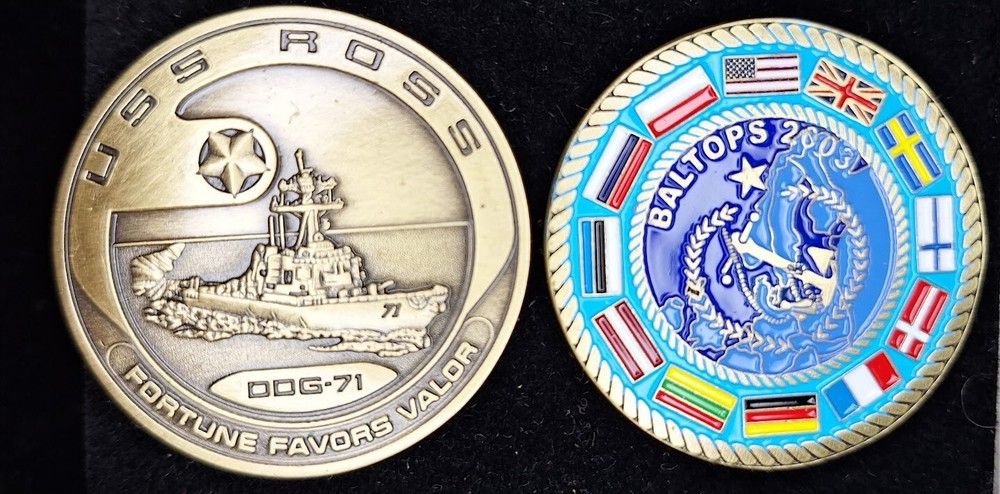 USS ROSS
71
DDG-71
FORTUNE FAVORS VALOR
BALTOPS 2003